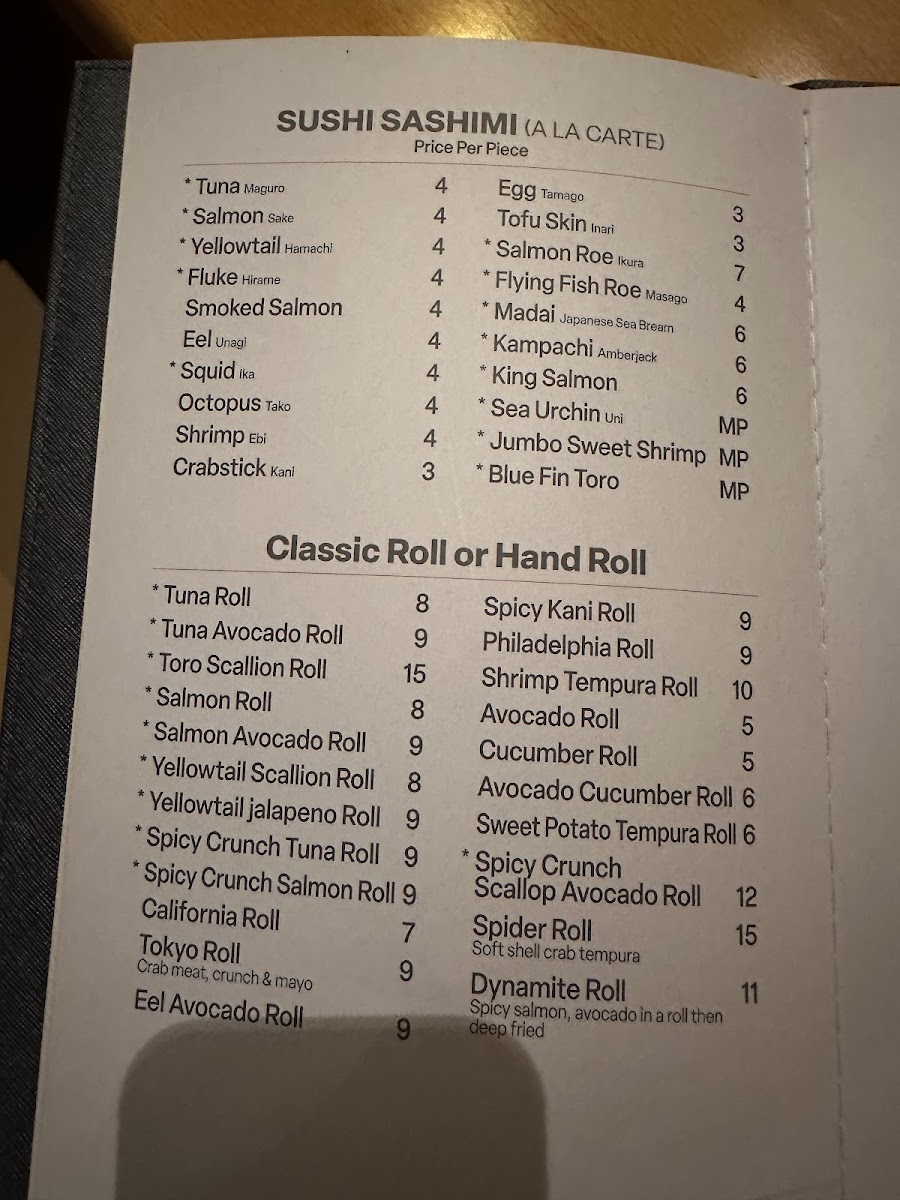 SUSHI SASHIMI (A LA CARTE)
Price Per Piece
* Tuna Maguro 4
* Salmon Sake 4
* Yellowtail Hamachi 4
* Fluke Hirame 4
Smoked Salmon 4
Eel Unagi 4
* Squid Ika 4
Octopus Tako 4
Shrimp Ebi 4
Crabstick Kani 3
Egg Tamago 3
Tofu Skin Inari 3
* Salmon Roe Ikura 7
* Flying Fish Roe Masago 4
* Madai Japanese Sea Bream 6
* Kampachi Amberjack 6
* King Salmon 6
* Sea Urchin Uni MP
* Jumbo Sweet Shrimp MP
* Blue Fin Toro MP
Classic Roll or Hand Roll
* Tuna Roll 8
* Tuna Avocado Roll 9
* Toro Scallion Roll 15
* Salmon Roll 8
* Salmon Avocado Roll 9
* Yellowtail Scallion Roll 8
* Yellowtail jalapeno Roll 9
* Spicy Crunch Tuna Roll 9
* Spicy Crunch Salmon Roll 9
California Roll 7
Tokyo Roll 9
Crab meat, crunch & mayo
Eel Avocado Roll 9
Spicy Kani Roll 9
Philadelphia Roll 9
Shrimp Tempura Roll 10
Avocado Roll 5
Cucumber Roll 5
Avocado Cucumber Roll 6
Sweet Potato Tempura Roll 6
* Spicy Crunch
Scallop Avocado Roll 12
Spider Roll 15
Soft shell crab tempura
Dynamite Roll 11
Spicy salmon, avocado in a roll then
deep fried